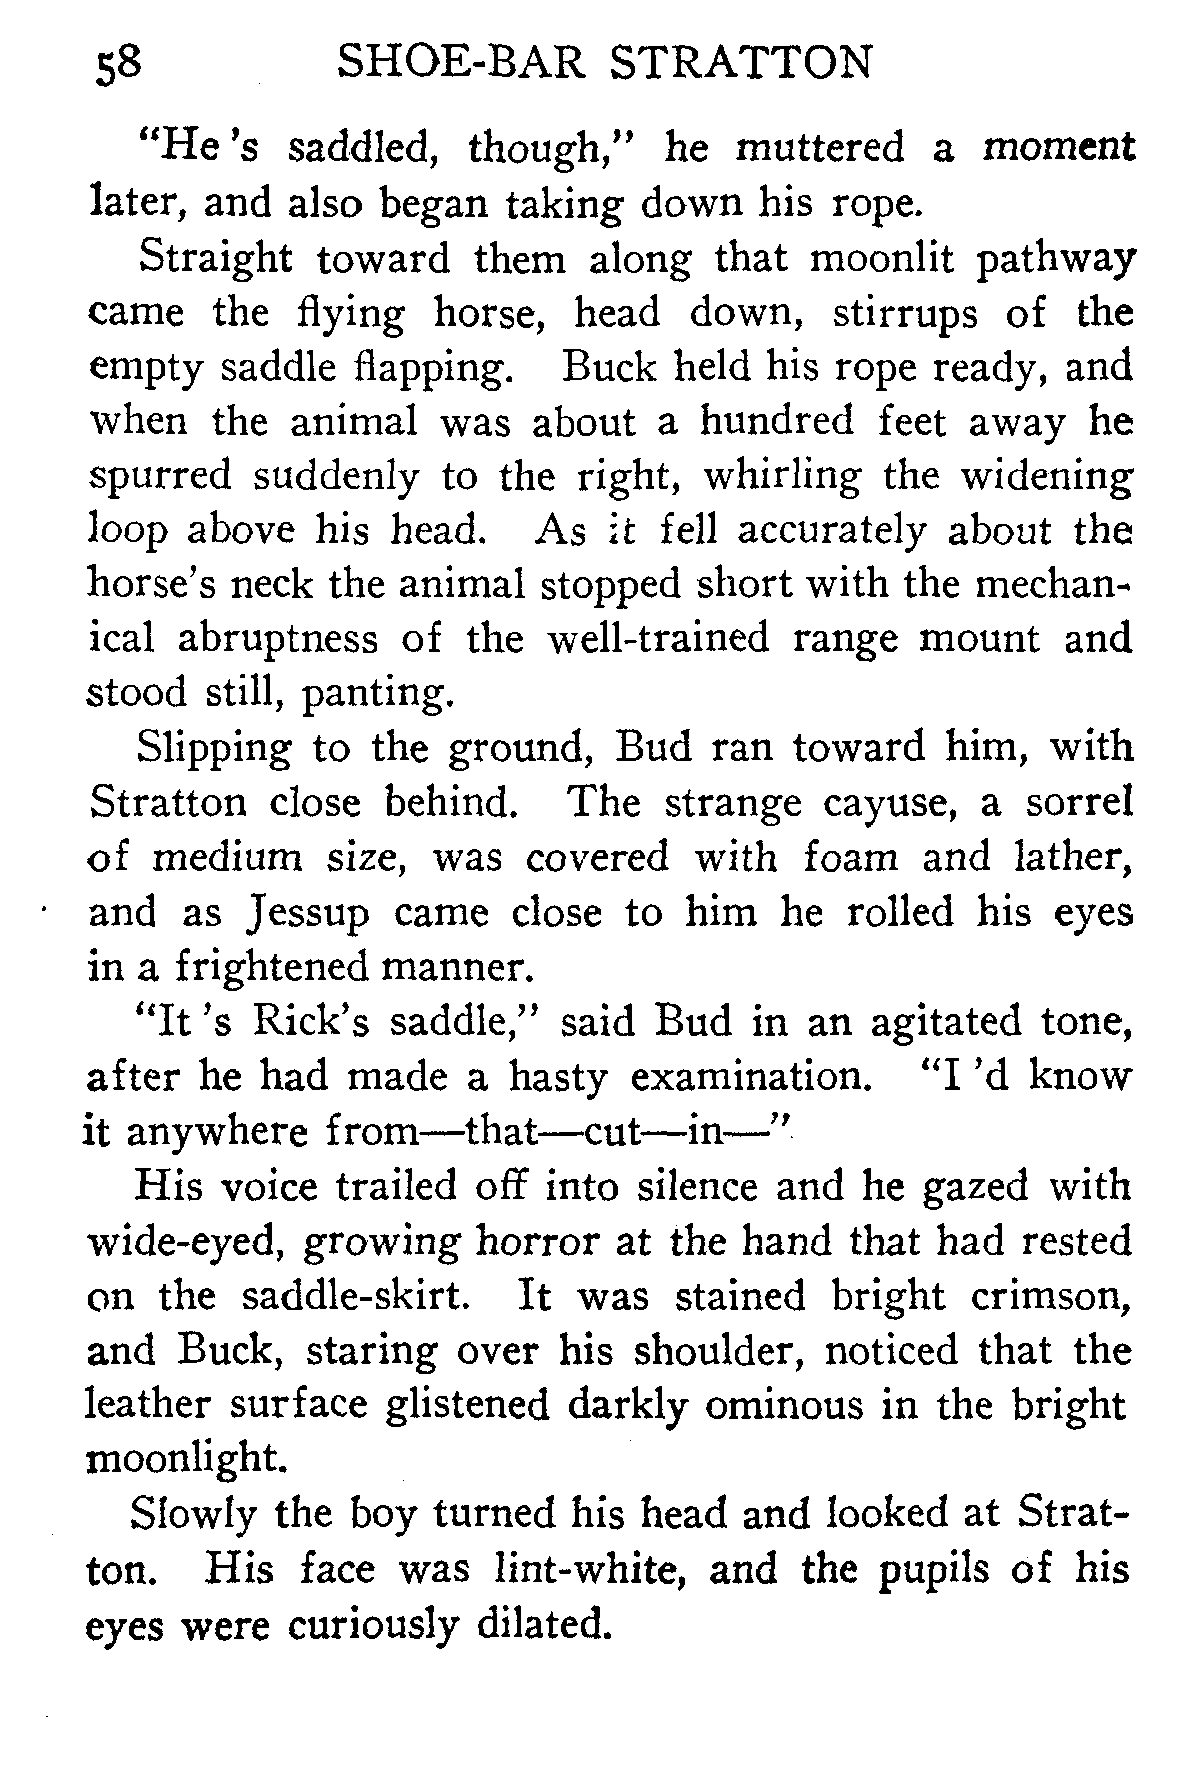 58 SHOE-BAR STRATTON
“He ’s saddled, though,” he muttered a moment
later, and also began taking down his rope.
Straight toward them along that moonlit pathway
came the flying horse, head down, stirrups of the
empty saddle flapping. Buck held his rope ready, and
when the animal was about a hundred feet away he
spurred suddenly to the right, whirling the widening
loop above his head. As it fell accurately about the
horse’s neck the animal stopped short with the mechan-
ical abruptness of the well-trained range mount and
stood still, panting.
Slipping to the ground, Bud ran toward him, with
Stratton close behind. The strange cayuse, a sorrel
of medium size, was covered with foam and lather,
and as Jessup came close to him he rolled his eyes
in a frightened manner.
“It ’s Rick’s saddle,” said Bud in an agitated tone,
after he had made a hasty examination. “I ’d know
it anywhere from—that—cut—in—”
His voice trailed off into silence and he gazed with
wide-eyed, growing horror at the hand that had rested
on the saddle-skirt. It was stained bright crimson,
and Buck, staring over his shoulder, noticed that the
leather surface glistened darkly ominous in the bright
moonlight.
Slowly the boy turned his head and looked at Strat-
ton. His face was lint-white, and the pupils of his
eyes were curiously dilated.